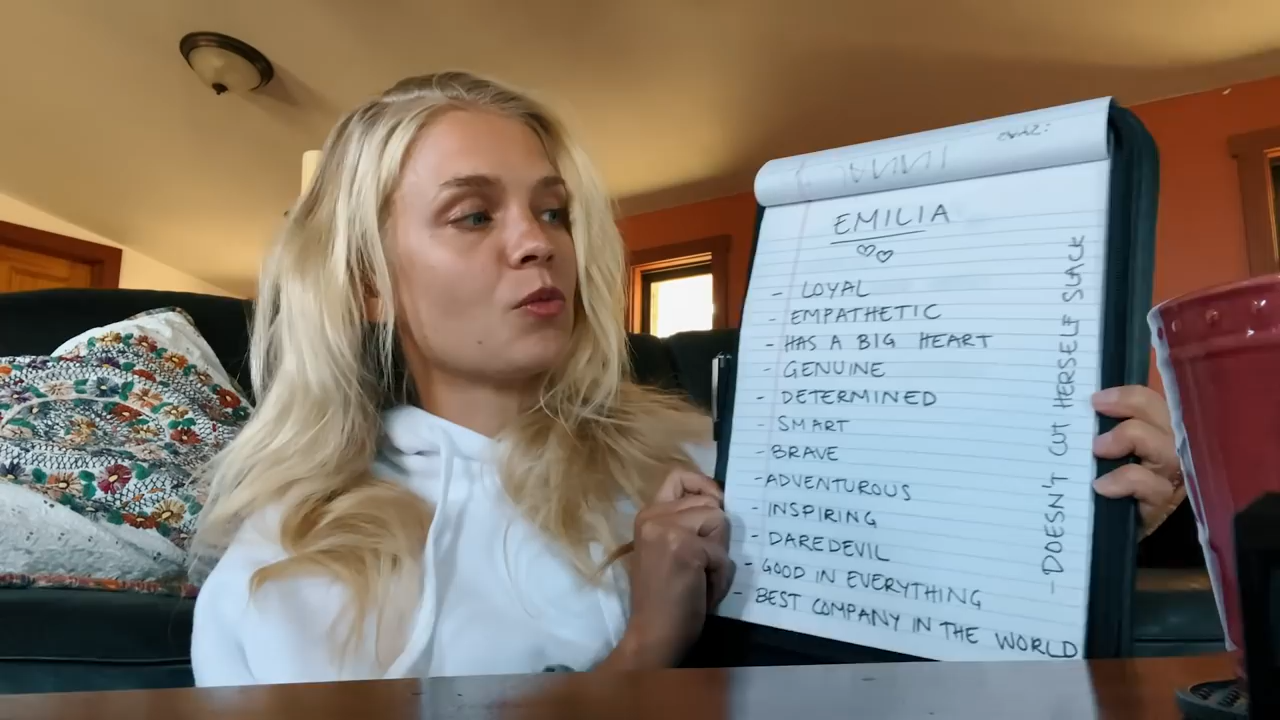 EMILIA
- LOYAL
- EMPATHETIC
- HAS A BIG HEART
- GENUINE
- DETERMINED
- SMART
- BRAVE
- ADVENTUROUS
- INSPIRING
- DAREDEVIL
- GOOD IN EVERYTHING
- BEST COMPANY IN THE WORLD
- DOESN'T CUT HERSELF SLACK